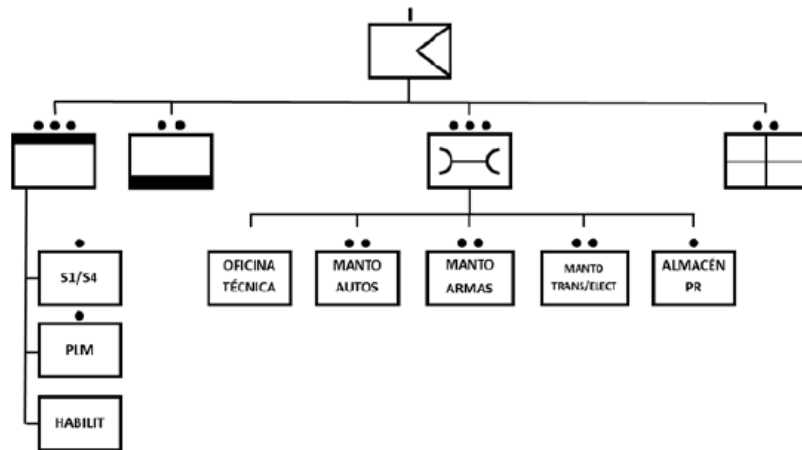 S1/S4
PLM
HABILIT
OFICINA
TÉCNICA
MANTO
AUTOS
MANTO
ARMAS
MANTO
TRANS/ELECT
ALMACÉN
PR